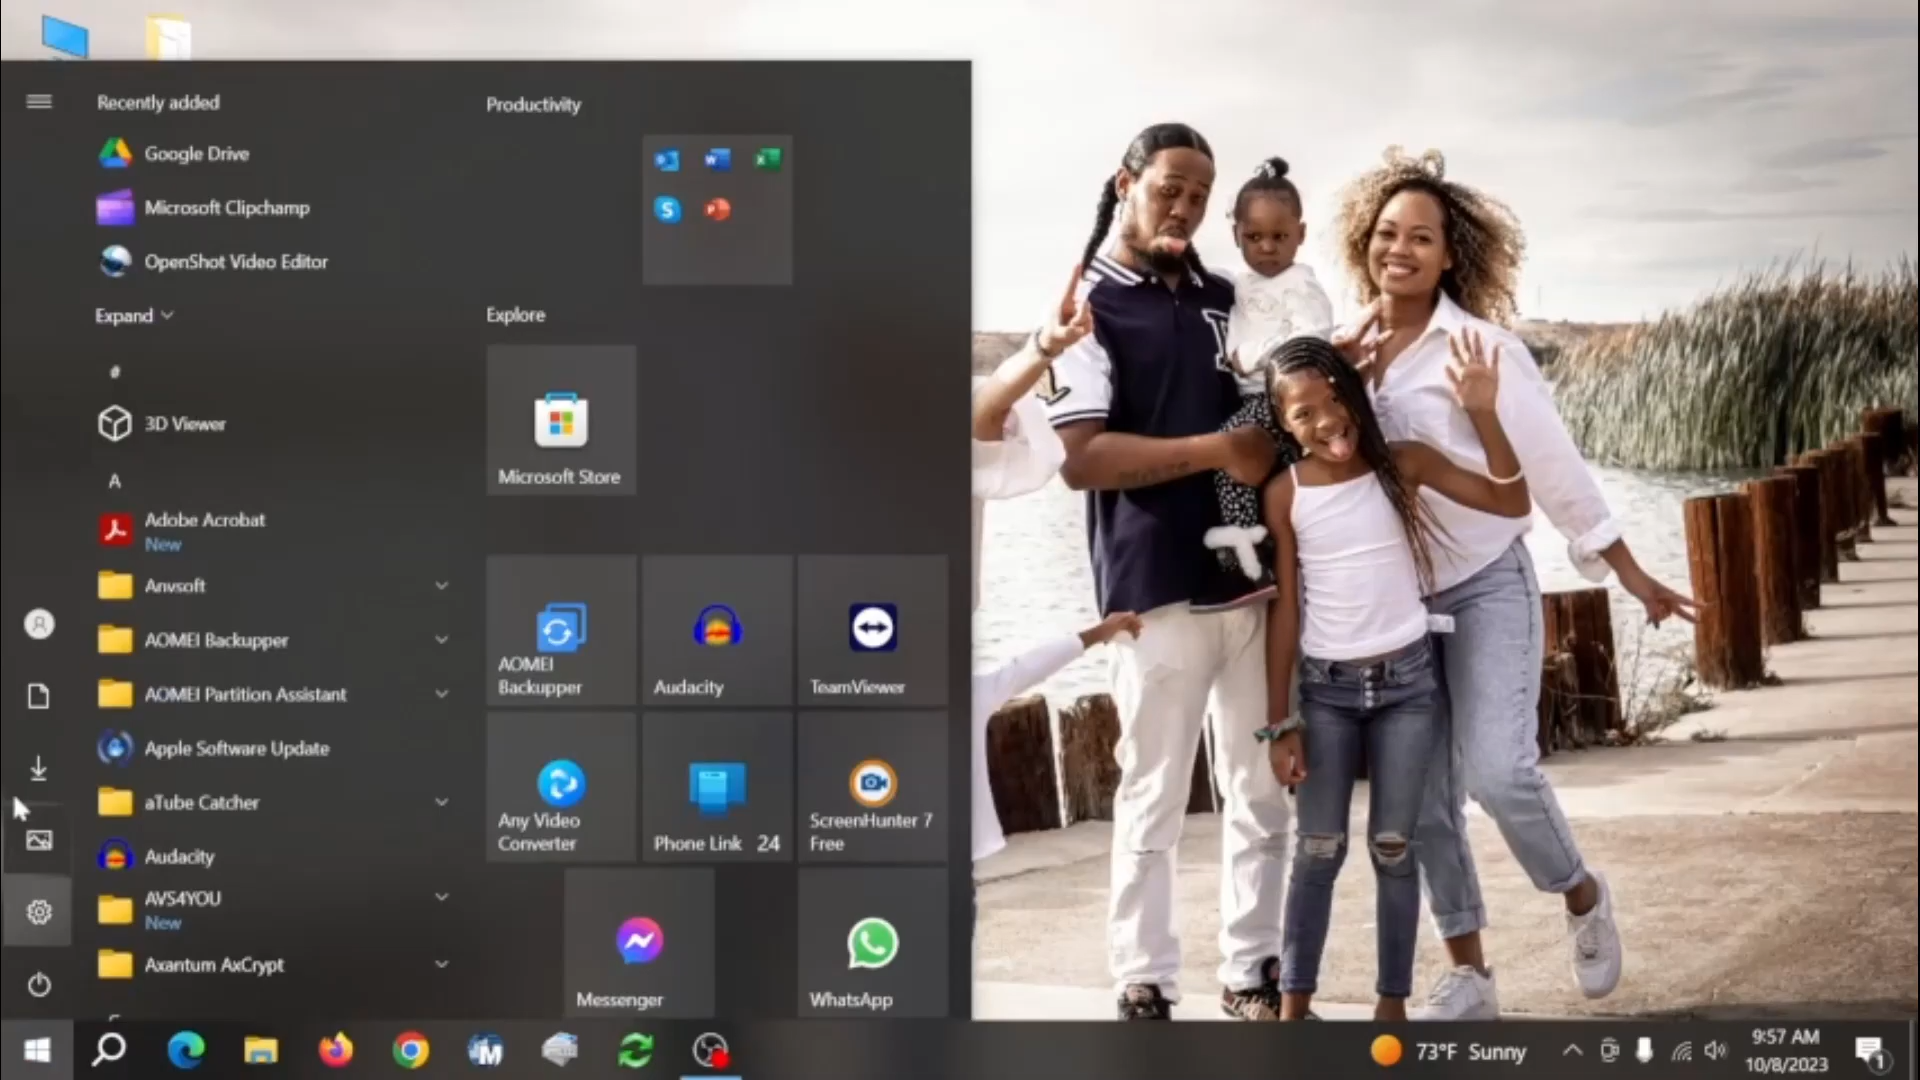 Recently added
Google Drive
Microsoft Clipchamp
OpenShot Video Editor
Expand
#
3D Viewer
A
Adobe Acrobat
New
Anvsoft
AOMEI Backupper
AOMEI Partition Assistant
Apple Software Update
aTube Catcher
Audacity
AVS4YOU
New
Axantum AxCrypt
Productivity
Explore
Microsoft Store
AOMEI
Backupper
Audacity
TeamViewer
Any Video
Converter
Phone Link 24
ScreenHunter 7
Free
Messenger
WhatsApp
73°F Sunny
9:57 AM
10/8/2023
1